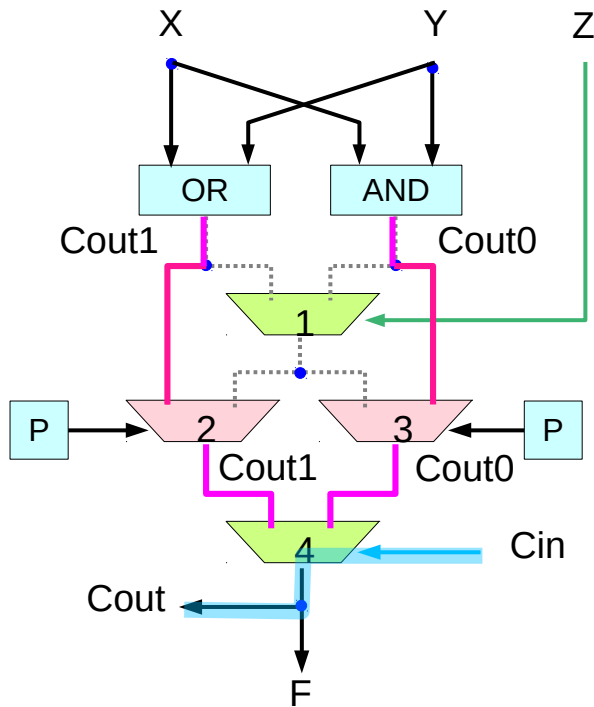 X Y Z
OR AND
Cout1 Cout0
1
P 2 3 P
Cout1 Cout0
4 Cin
Cout
F